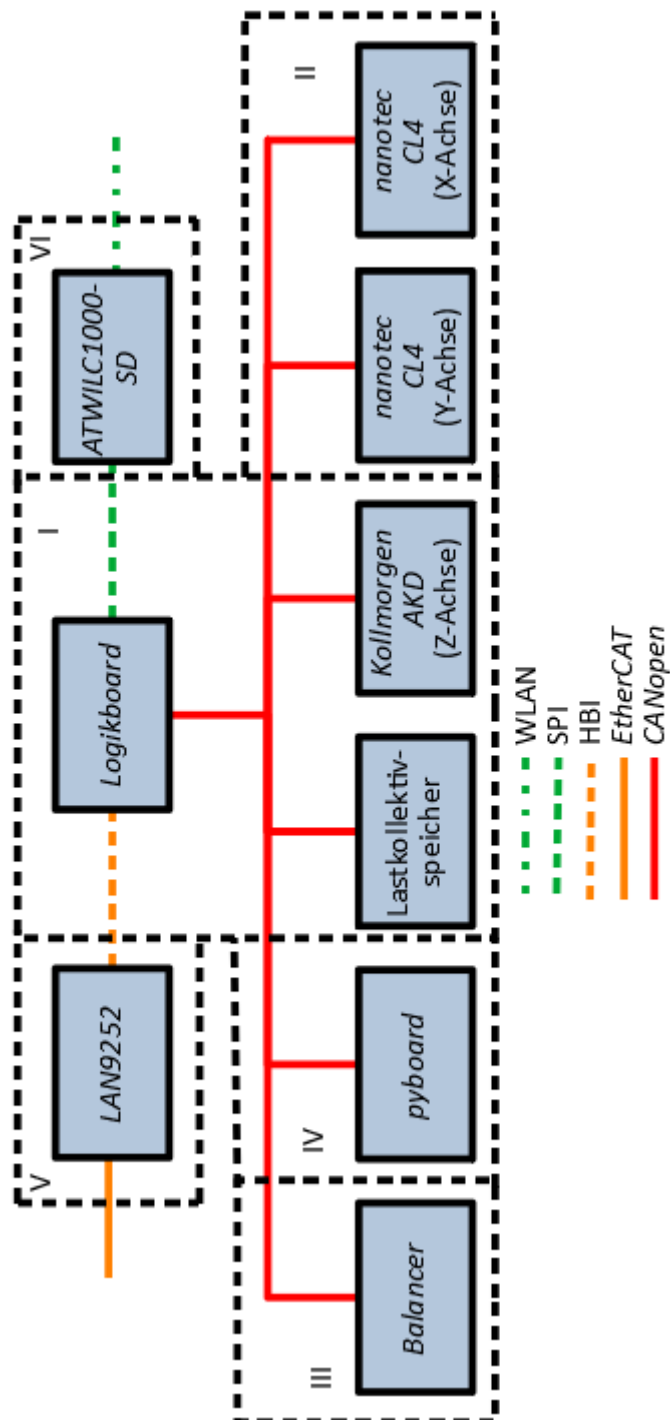 V
I
VI
LAN9252
Logikboard
ATWILC1000-
SD
III
IV
II
Balancer
pyboard
Lastkollektiv-
speicher
Kollmorgen
AKD
(Z-Achse)
nanotec
CL4
(Y-Achse)
nanotec
CL4
(X-Achse)
WLAN
SPI
HBI
EtherCAT
CANopen